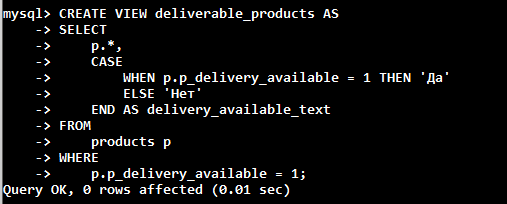 mysql> CREATE VIEW deliverable_products AS
    -> SELECT
    ->     p.*,
    ->     CASE
    ->         WHEN p.p_delivery_available = 1 THEN 'Да'
    ->         ELSE 'Нет'
    ->     END AS delivery_available_text
    -> FROM
    ->     products p
    -> WHERE
    ->     p.p_delivery_available = 1;
Query OK, 0 rows affected (0.01 sec)